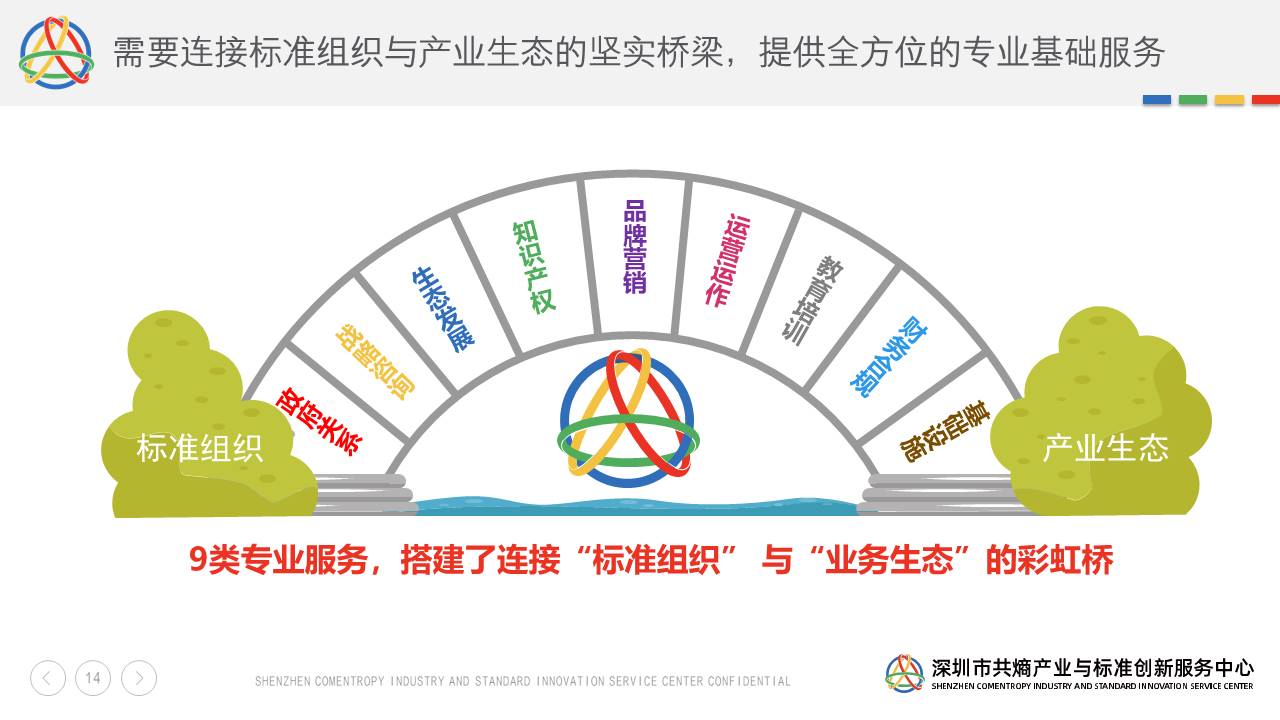 需要连接标准组织与产业生态的坚实桥梁，提供全方位的专业基础服务
政府关系
战略咨询
生态发展
知识产权
品牌营销
运营运作
教育培训
财务合规
基础设施
标准组织
产业生态
9类专业服务，搭建了连接“标准组织” 与“业务生态”的彩虹桥
14
SHENZHEN COMENTROPY INDUSTRY AND STANDARD INNOVATION SERVICE CENTER CONFIDENTIAL
深圳市共熵产业与标准创新服务中心
SHENZHEN COMENTROPY INDUSTRY AND STANDARD INNOVATION SERVICE CENTER